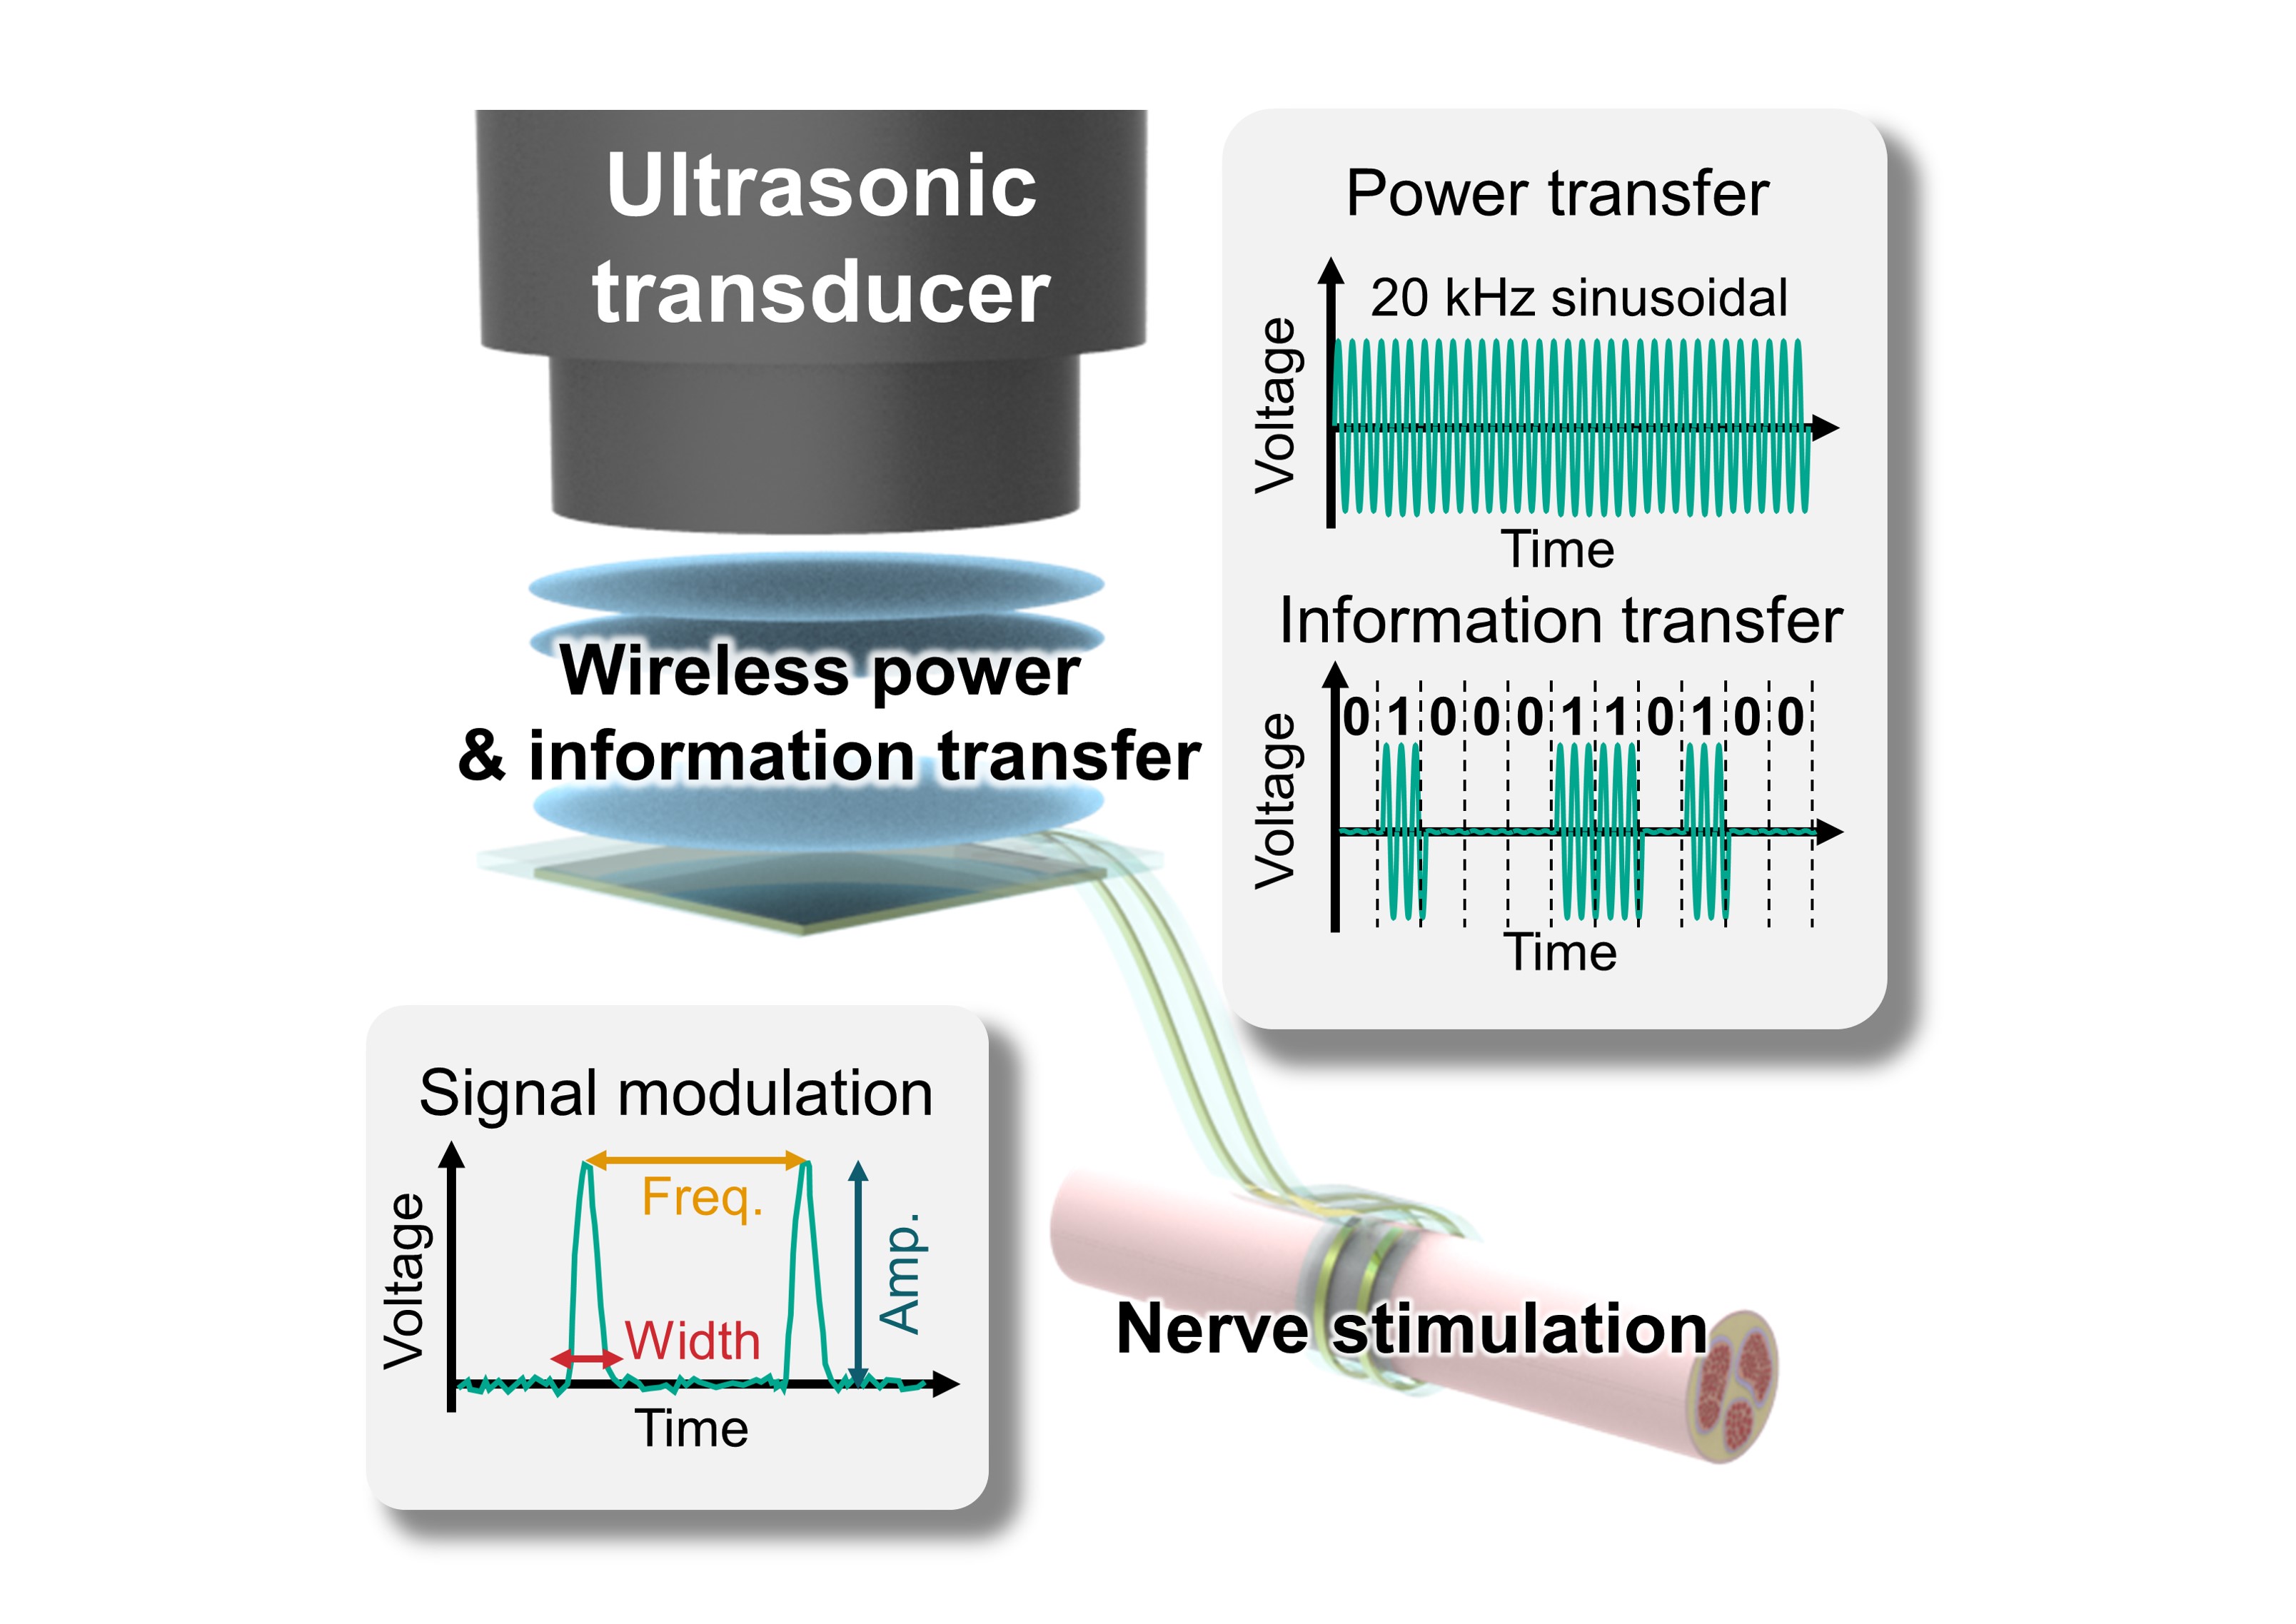 Ultrasonic
transducer
Wireless power
& information transfer
Power transfer
20 kHz sinusoidal
Voltage
Time
Information transfer
0 1 0 0 0 1 1 0 1 0 0
Voltage
Time
Signal modulation
Freq.
Amp.
Width
Voltage
Time
Nerve stimulation